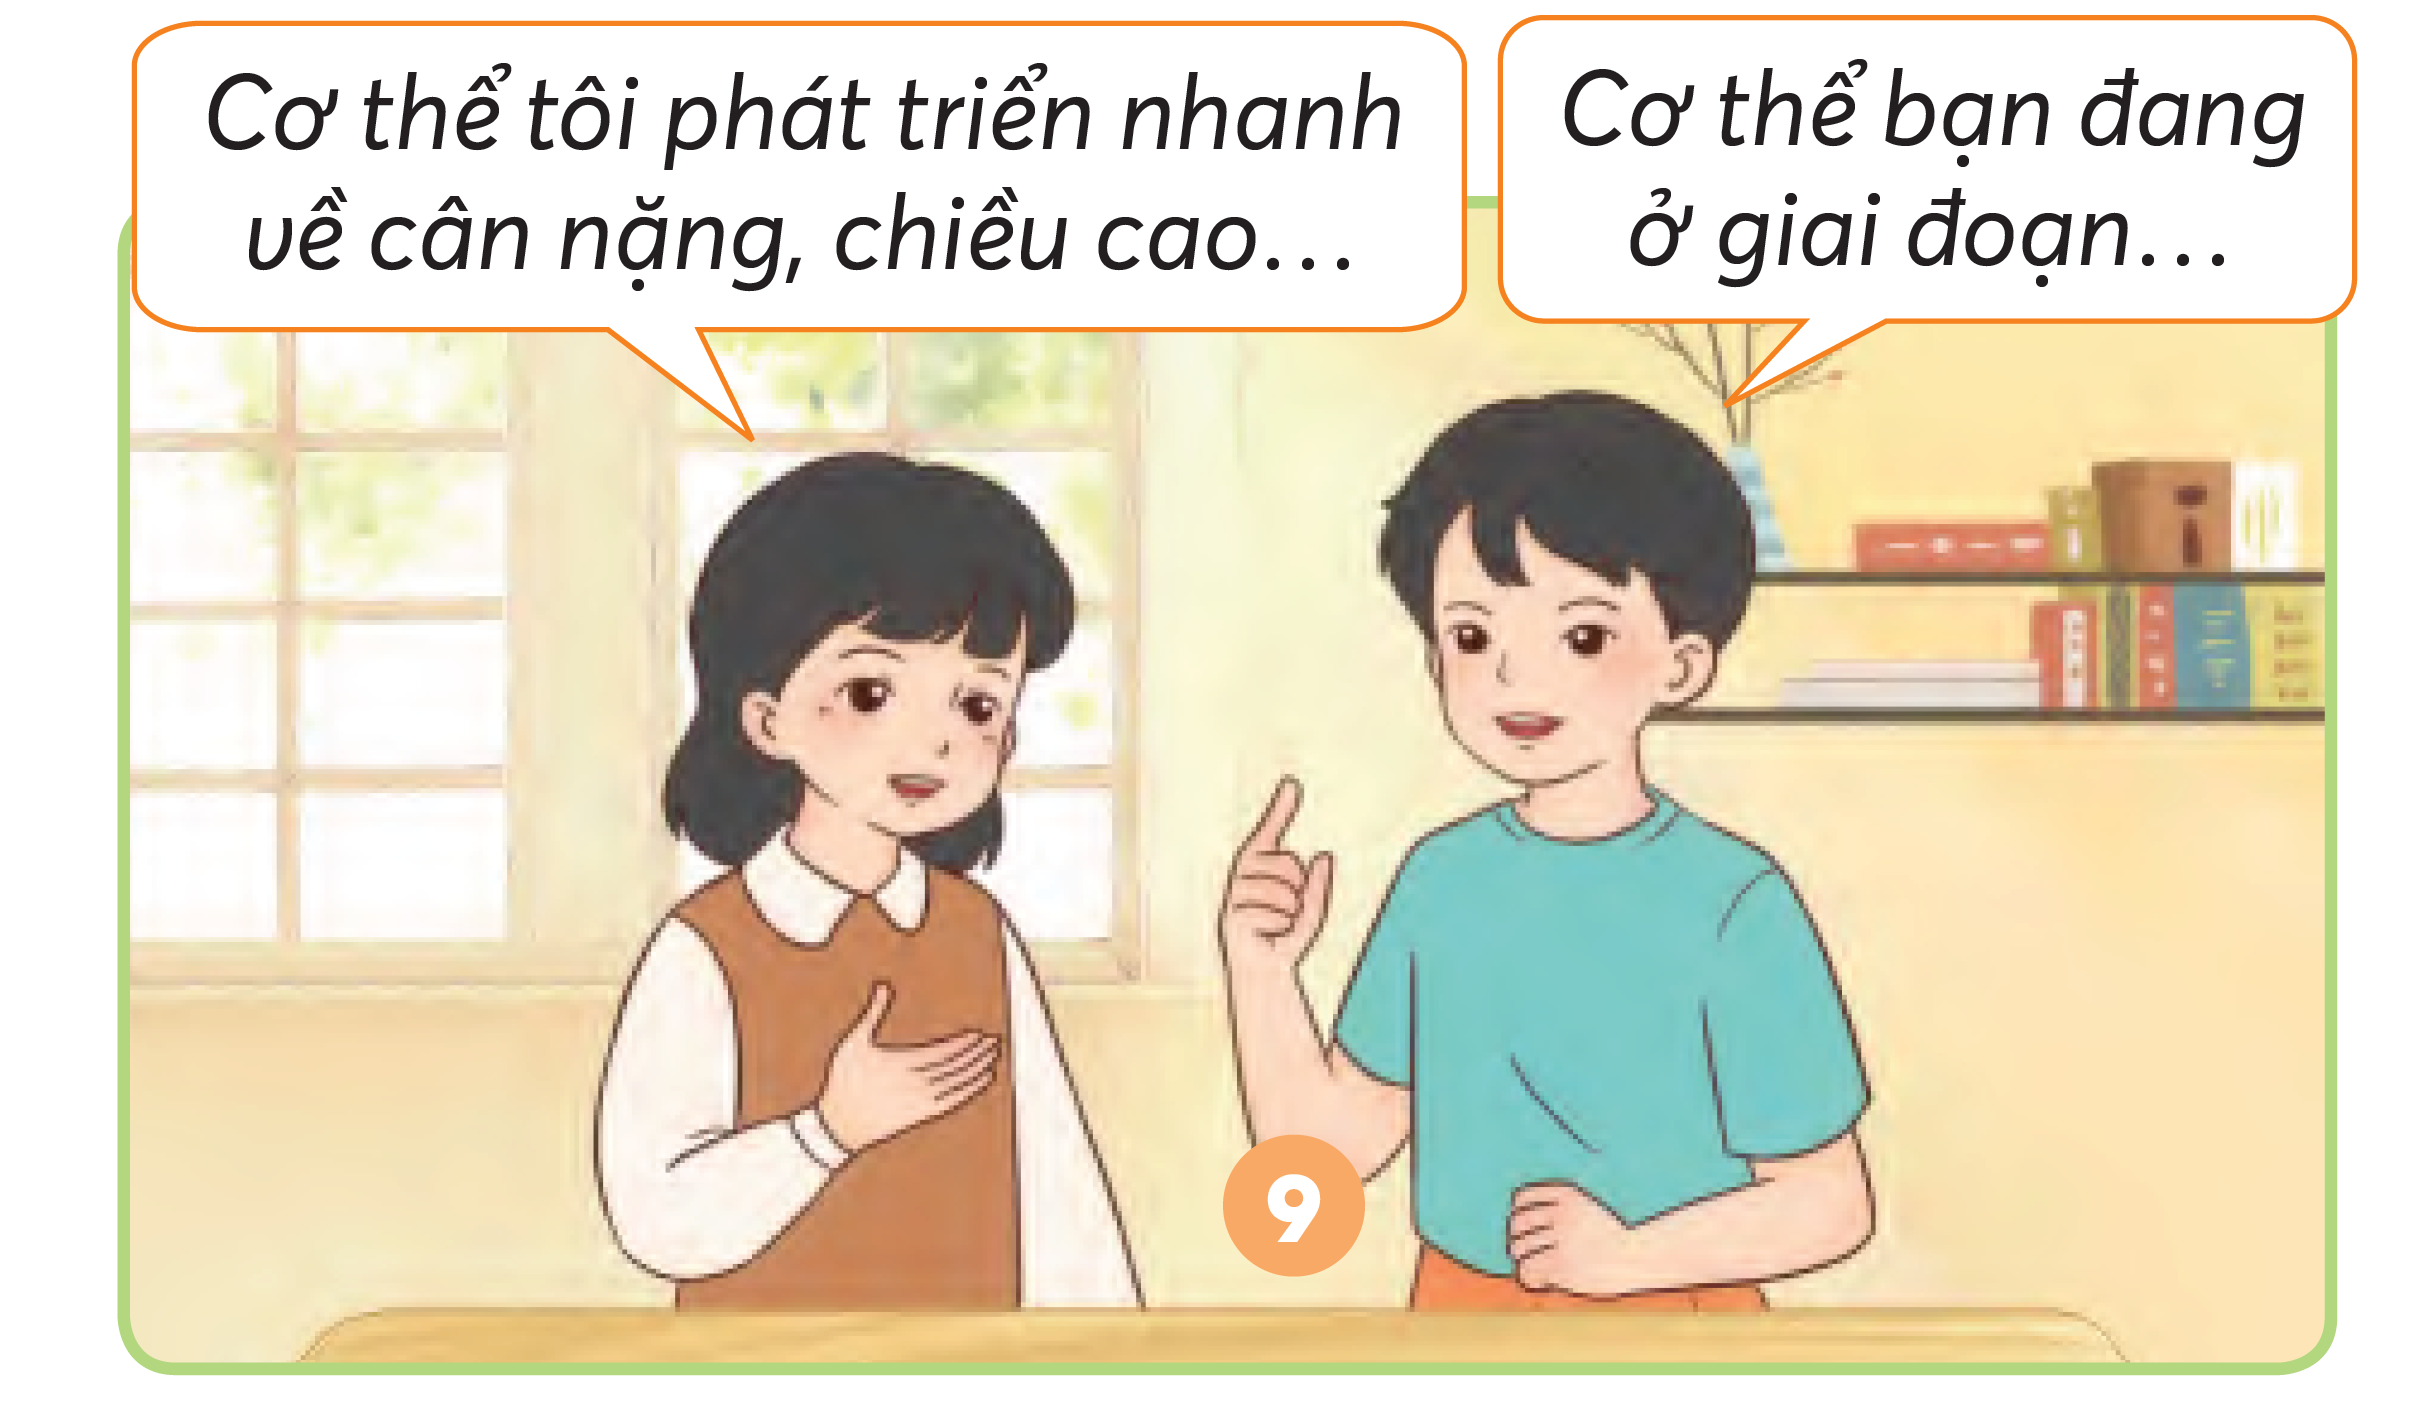 Cơ thể tôi phát triển nhanh
về cân nặng, chiều cao...
Cơ thể bạn đang
ở giai đoạn...
9